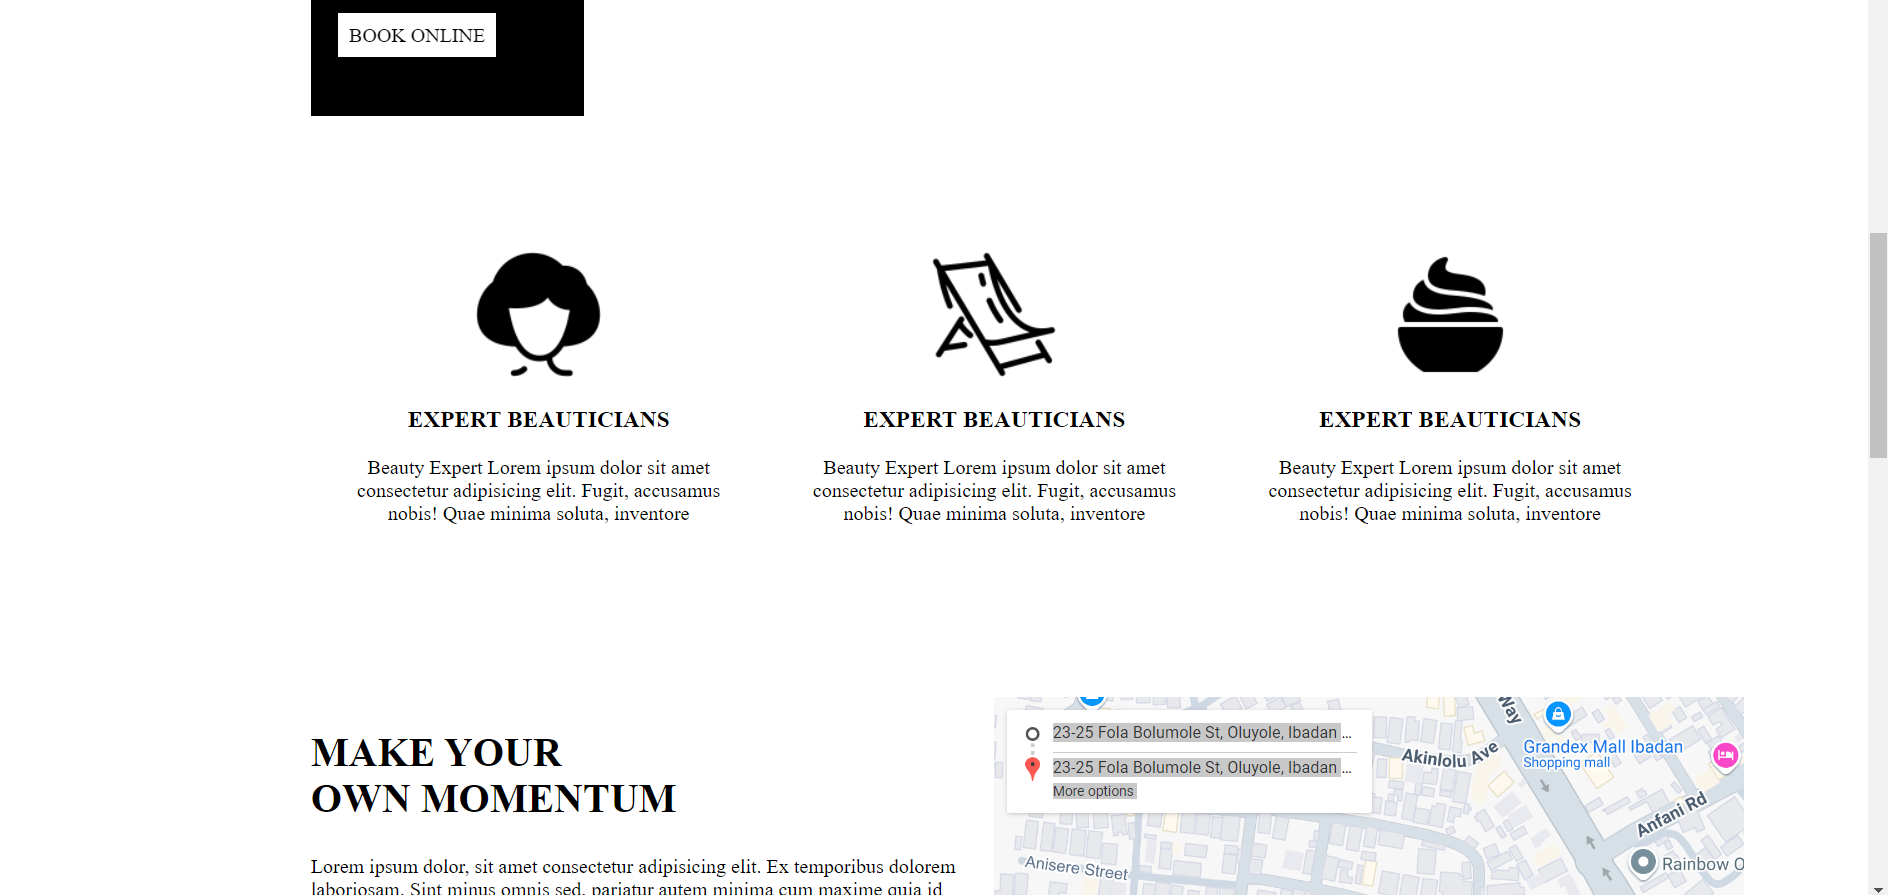 BOOK ONLINE
EXPERT BEAUTICIANS
Beauty Expert Lorem ipsum dolor sit amet
consectetur adipisicing elit. Fugit, accusamus
nobis! Quae minima soluta, inventore
EXPERT BEAUTICIANS
Beauty Expert Lorem ipsum dolor sit amet
consectetur adipisicing elit. Fugit, accusamus
nobis! Quae minima soluta, inventore
EXPERT BEAUTICIANS
Beauty Expert Lorem ipsum dolor sit amet
consectetur adipisicing elit. Fugit, accusamus
nobis! Quae minima soluta, inventore
MAKE YOUR
OWN MOMENTUM
Lorem ipsum dolor, sit amet consectetur adipisicing elit. Ex temporibus dolorem
laboriosam. Sint minus omnis sed, pariatur autem minima cum maxime quia id
23-25 Fola Bolumole St, Oluyole, Ibadan ...
23-25 Fola Bolumole St, Oluyole, Ibadan ...
More options
Way
Akinlolu Ave
Grandex Mall Ibadan
Shopping mall
Anfani Rd
Anisere Street
Rainbow O